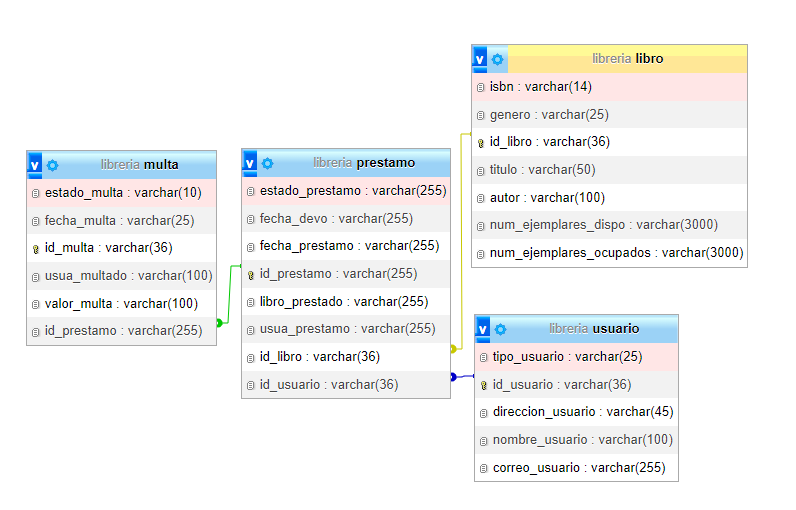 libreria multa
estado_multa : varchar(10)
fecha_multa : varchar(25)
id_multa : varchar(36)
usua_multado : varchar(100)
valor_multa : varchar(100)
id_prestamo : varchar(255)
libreria prestamo
estado_prestamo : varchar(255)
fecha_devo : varchar(255)
fecha_prestamo : varchar(255)
id_prestamo : varchar(255)
libro_prestado : varchar(255)
usua_prestamo : varchar(255)
id_libro : varchar(36)
id_usuario : varchar(36)
libreria libro
isbn : varchar(14)
genero : varchar(25)
id_libro : varchar(36)
titulo : varchar(50)
autor : varchar(100)
num_ejemplares_dispo : varchar(3000)
num_ejemplares_ocupados : varchar(3000)
libreria usuario
tipo_usuario : varchar(25)
id_usuario : varchar(36)
direccion_usuario : varchar(45)
nombre_usuario : varchar(100)
correo_usuario : varchar(255)